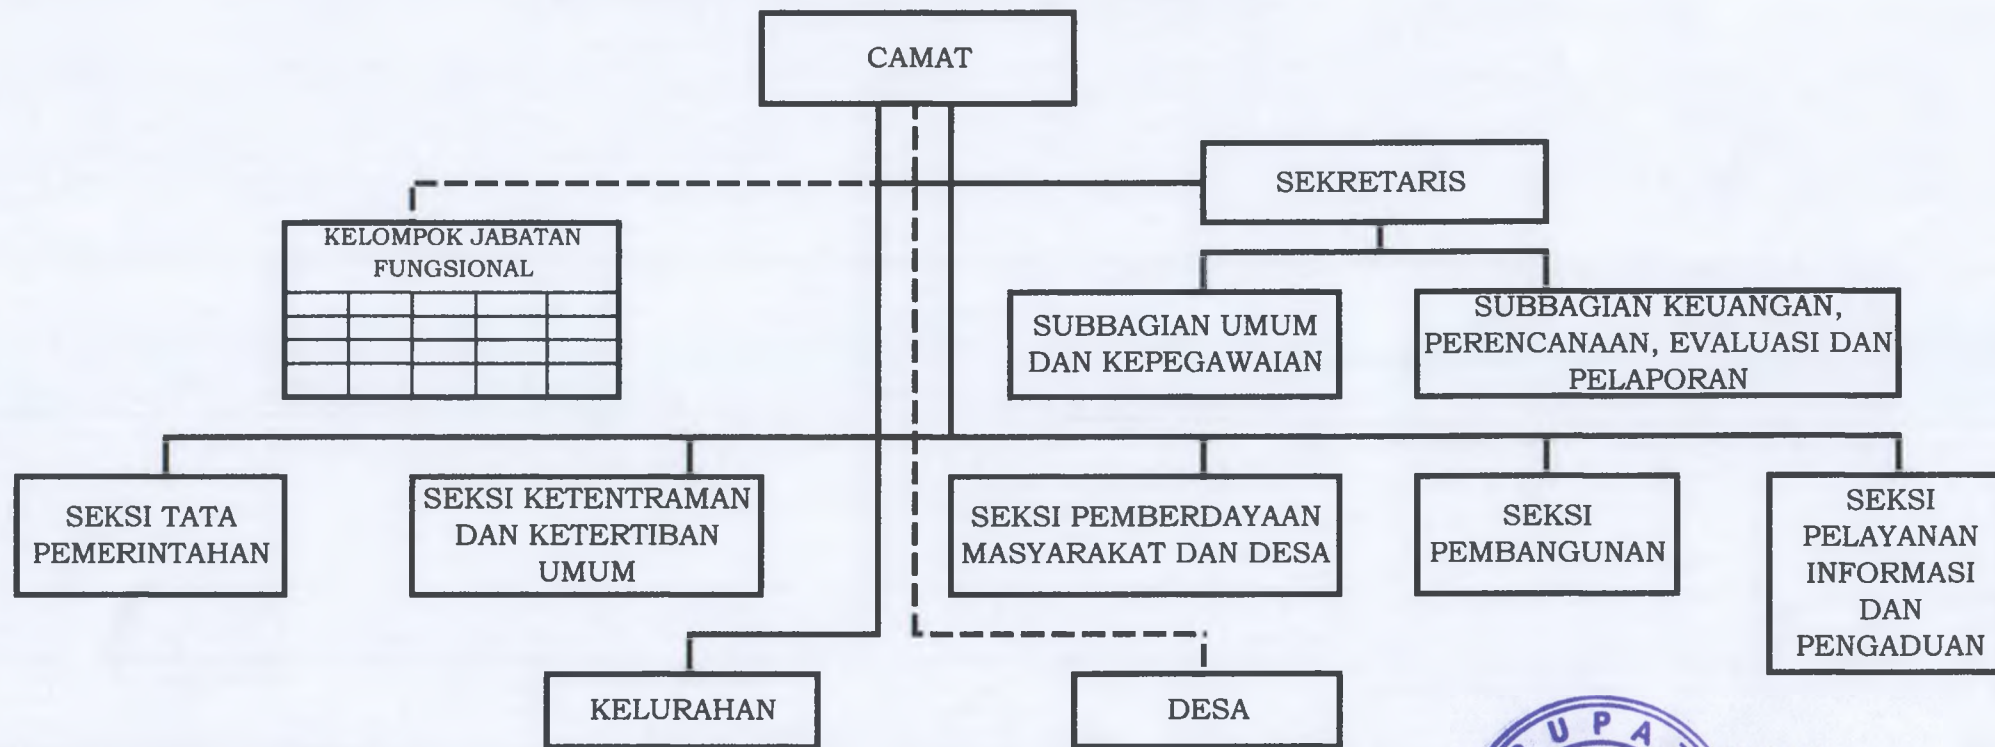 CAMAT
SEKRETARIS
KELOMPOK JABATAN
FUNGSIONAL
SUBBAGIAN UMUM
DAN KEPEGAWAIAN
SUBBAGIAN KEUANGAN,
PERENCANAAN, EVALUASI DAN
PELAPORAN
SEKSI TATA
PEMERINTAHAN
SEKSI KETENTRAMAN
DAN KETERTIBAN
UMUM
SEKSI PEMBERDAYAAN
MASYARAKAT DAN DESA
SEKSI
PEMBANGUNAN
SEKSI
PELAYANAN
INFORMASI
DAN
PENGADUAN
KELURAHAN
DESA